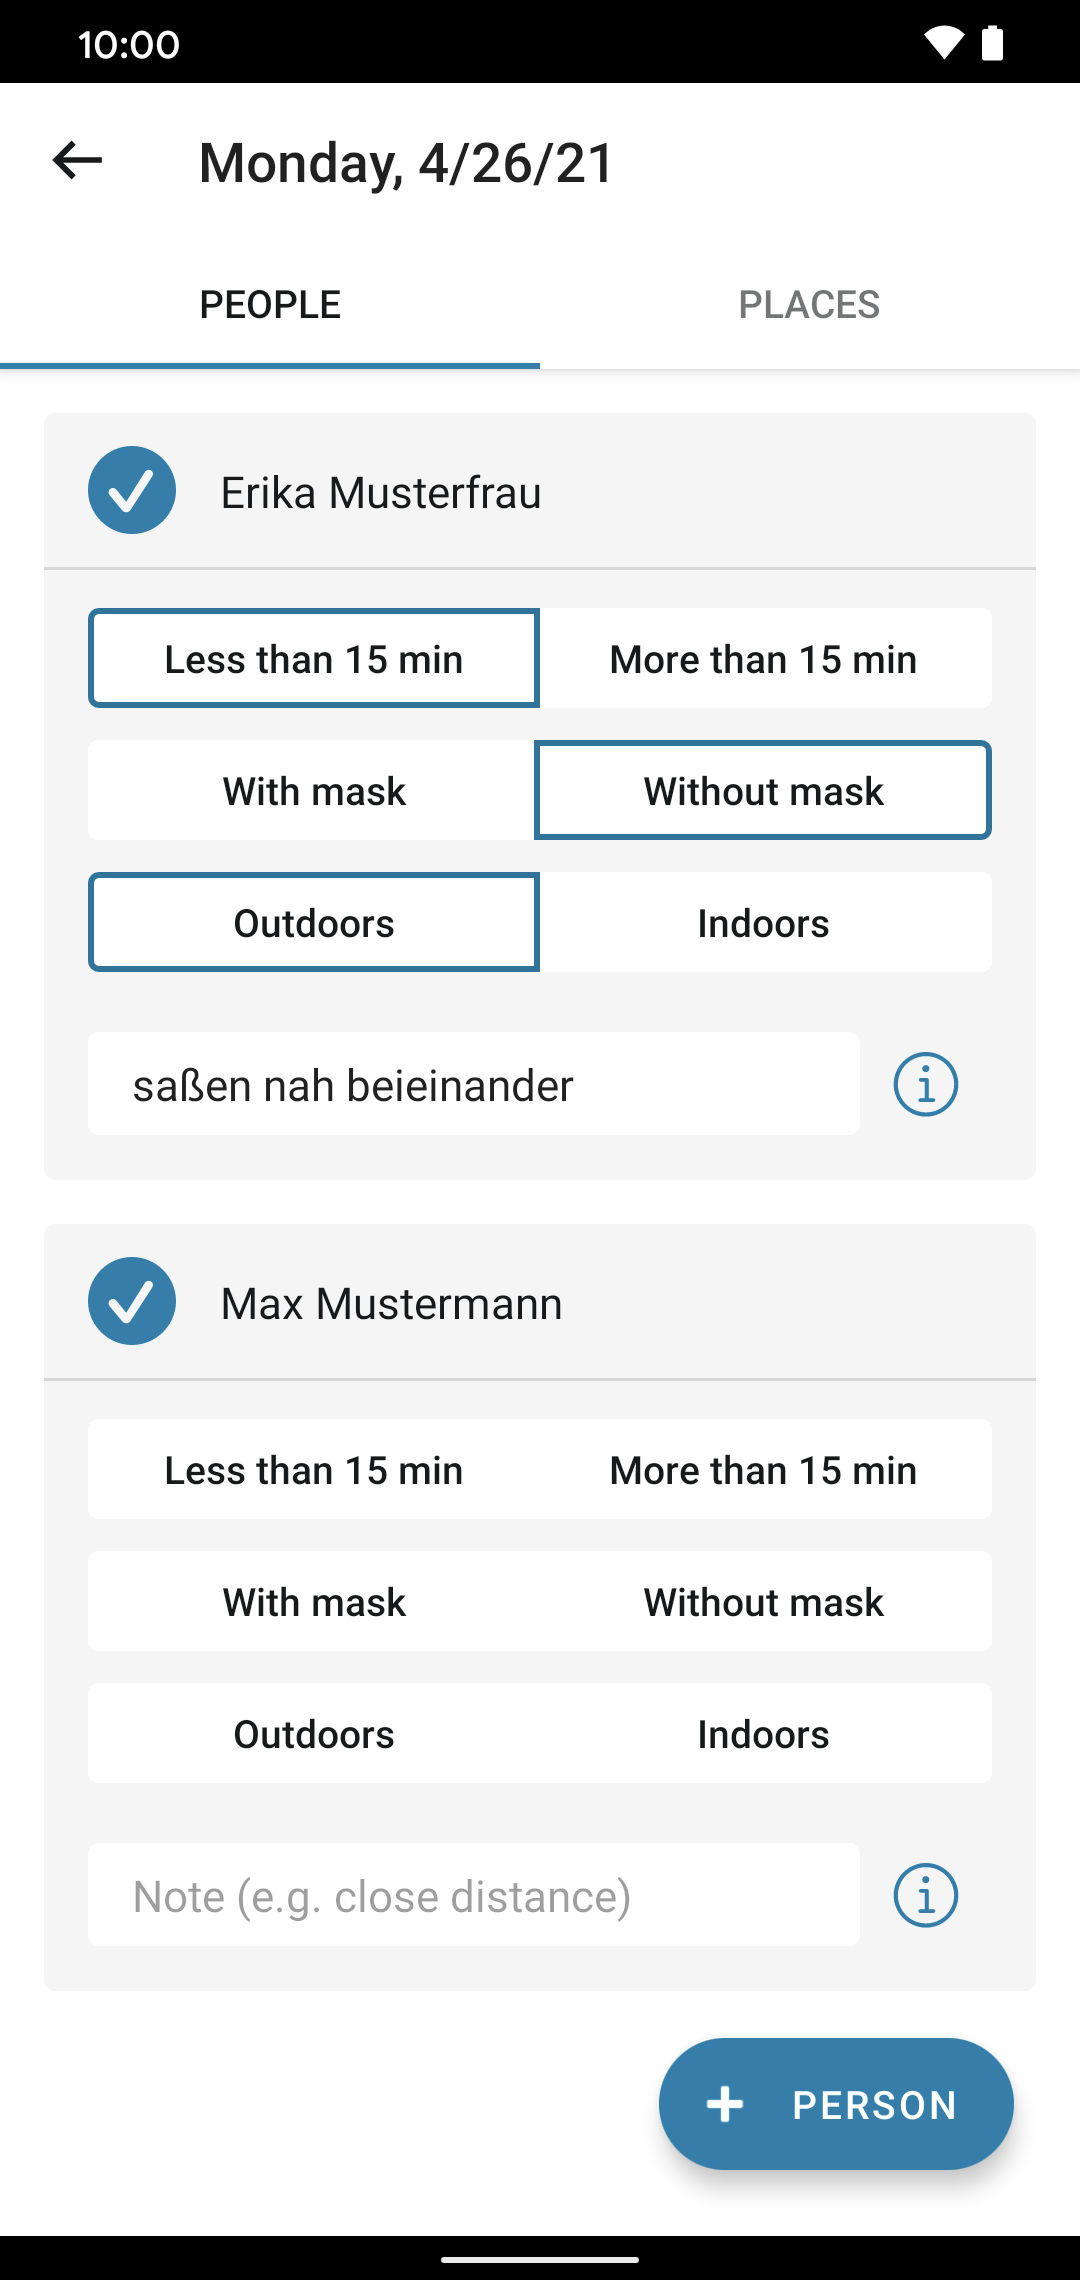 10:00
Monday, 4/26/21
PEOPLE PLACES
Erika Musterfrau
Less than 15 min More than 15 min
With mask Without mask
Outdoors Indoors
saßen nah beieinander
Max Mustermann
Less than 15 min More than 15 min
With mask Without mask
Outdoors Indoors
Note (e.g. close distance)
+ PERSON